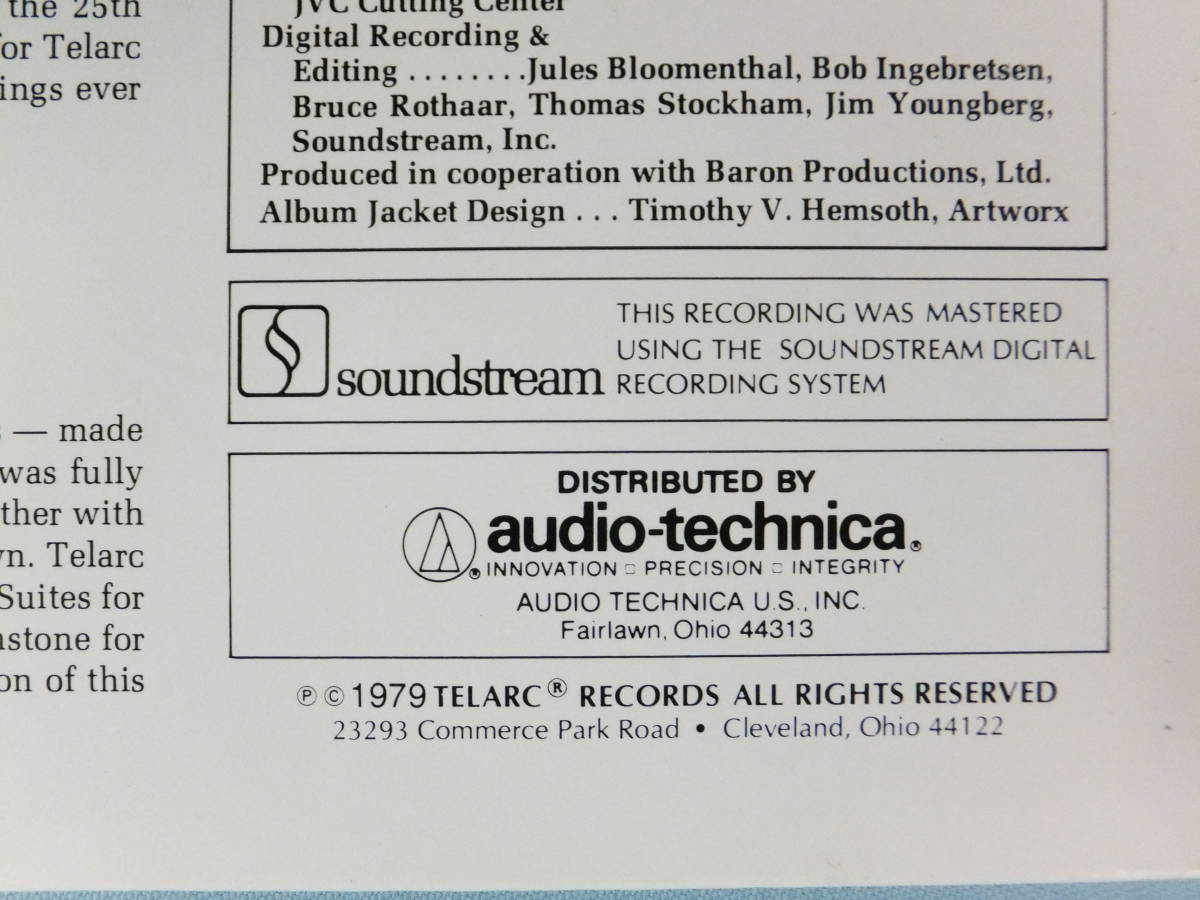 the 25th
for Telarc
ings ever
— made
was fully
ther with
Telarc
Suites for
for
on of this
JVC Cutting Center
Digital Recording &
Editing ........Jules Bloomenthal, Bob Ingebretsen,
Bruce Rothaar, Thomas Stockham, Jim Youngberg,
Soundstream, Inc.
Produced in cooperation with Baron Productions, Ltd.
Album Jacket Design ... Timothy V. Hemsoth, Artworx
soundstream
THIS RECORDING WAS MASTERED
USING THE SOUNDSTREAM DIGITAL
RECORDING SYSTEM
DISTRIBUTED BY
audio-technica®
® INNOVATION □ PRECISION □ INTEGRITY
AUDIO TECHNICA U.S., INC.
Fairlawn, Ohio 44313
℗ © 1979 TELARC® RECORDS ALL RIGHTS RESERVED
23293 Commerce Park Road • Cleveland, Ohio 44122